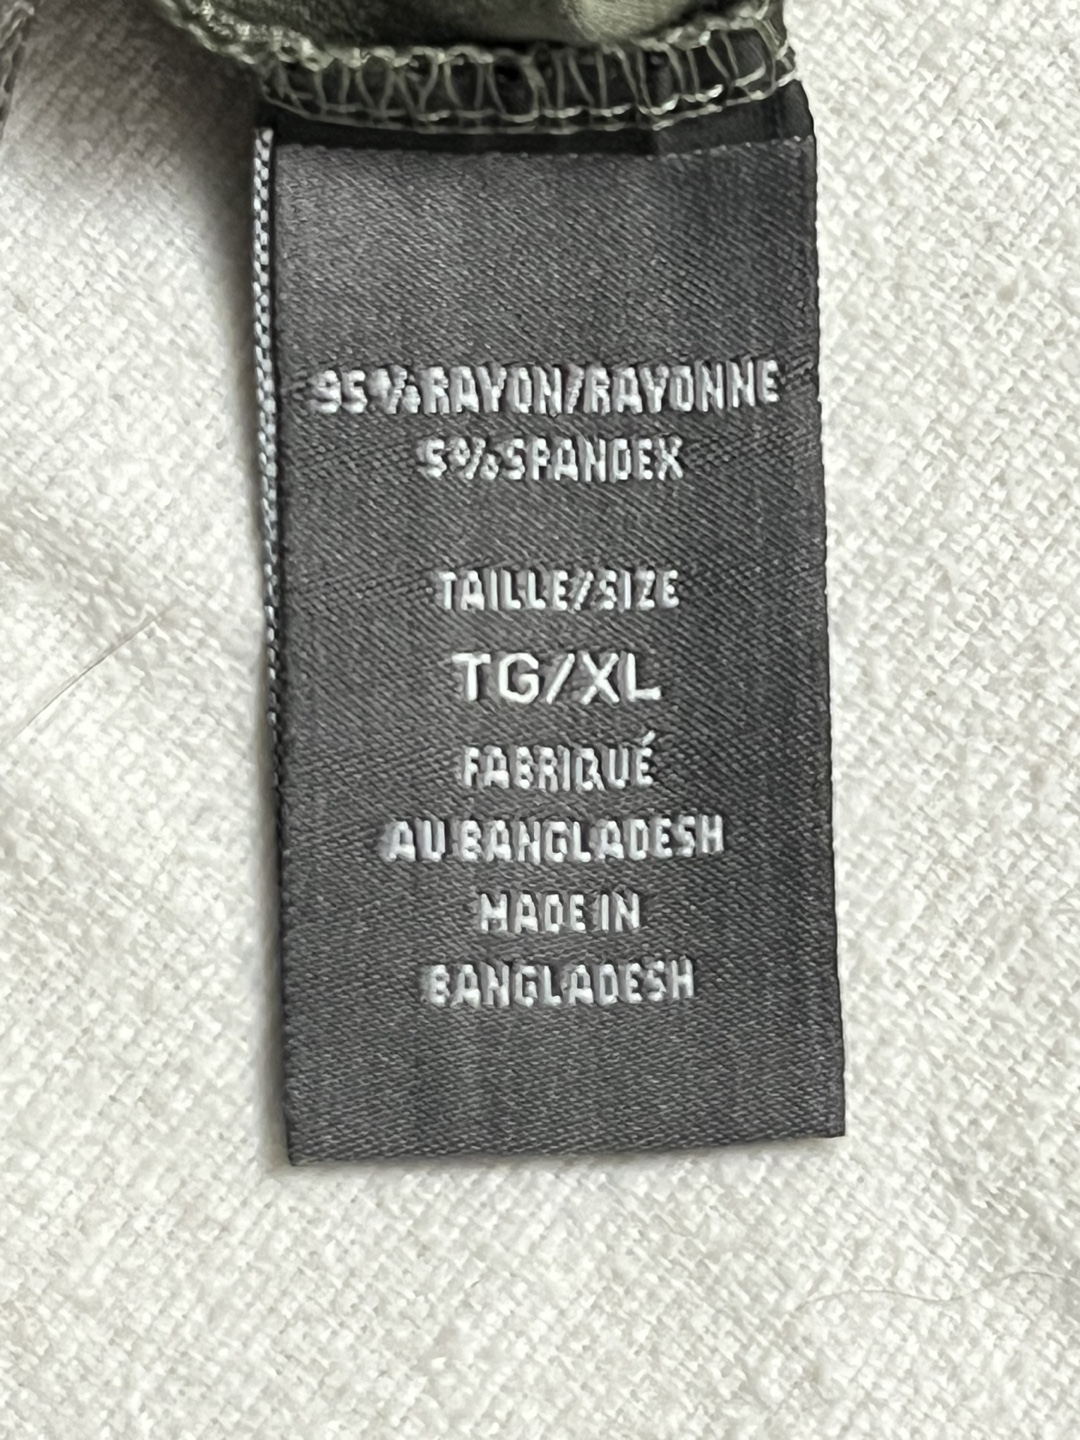 95%RAYON/RAYONNE
5%SPANDEX
TAILLE/SIZE
TG/XL
FABRIQUÉ
AU BANGLADESH
MADE IN
BANGLADESH